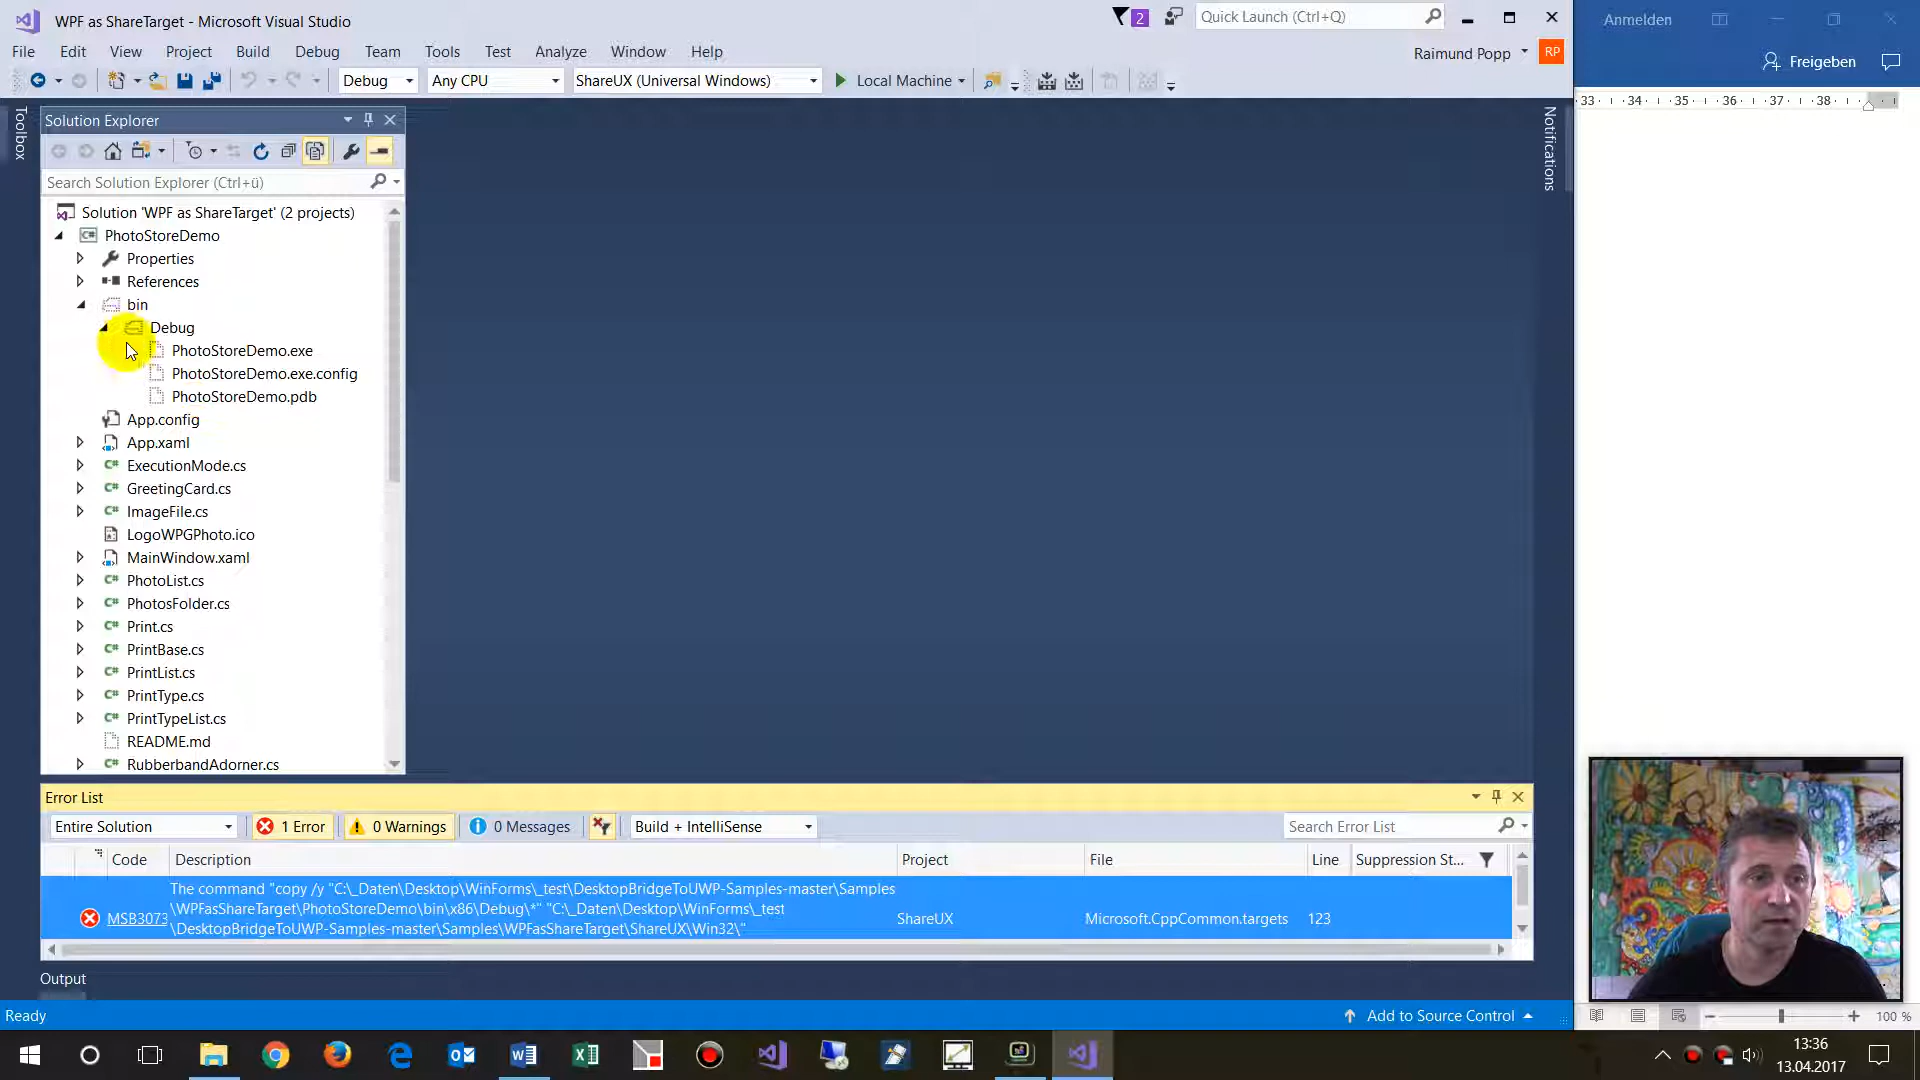 WPF as ShareTarget - Microsoft Visual Studio
2
Quick Launch (Ctrl+Q)
File Edit View Project Build Debug Team Tools Test Analyze Window Help
Raimund Popp
RP
Debug
Any CPU
ShareUX (Universal Windows)
Local Machine
Anmelden
Freigeben
33 · 34 · 35 · 36 · 37 · 38
Toolbox
Notifications
Solution Explorer
Search Solution Explorer (Ctrl+ü)
Solution 'WPF as ShareTarget' (2 projects)
PhotoStoreDemo
Properties
References
bin
Debug
PhotoStoreDemo.exe
PhotoStoreDemo.exe.config
PhotoStoreDemo.pdb
App.config
App.xaml
ExecutionMode.cs
GreetingCard.cs
ImageFile.cs
LogoWPGPhoto.ico
MainWindow.xaml
PhotoList.cs
PhotosFolder.cs
Print.cs
PrintBase.cs
PrintList.cs
PrintType.cs
PrintTypeList.cs
README.md
RubberbandAdorner.cs
Error List
Entire Solution
1 Error
0 Warnings
0 Messages
Build + IntelliSense
Search Error List
Code Description Project File Line Suppression St...
The command "copy /y "C:\_Daten\Desktop\WinForms\_test\DesktopBridgeToUWP-Samples-master\Samples
\WPFasShareTarget\PhotoStoreDemo\bin\x86\Debug\*" "C:\_Daten\Desktop\WinForms\_test
\DesktopBridgeToUWP-Samples-master\Samples\WPFasShareTarget\ShareUX\Win32\"
MSB3073
ShareUX
Microsoft.CppCommon.targets
123
Output
Ready
Add to Source Control
100 %
13:36
13.04.2017